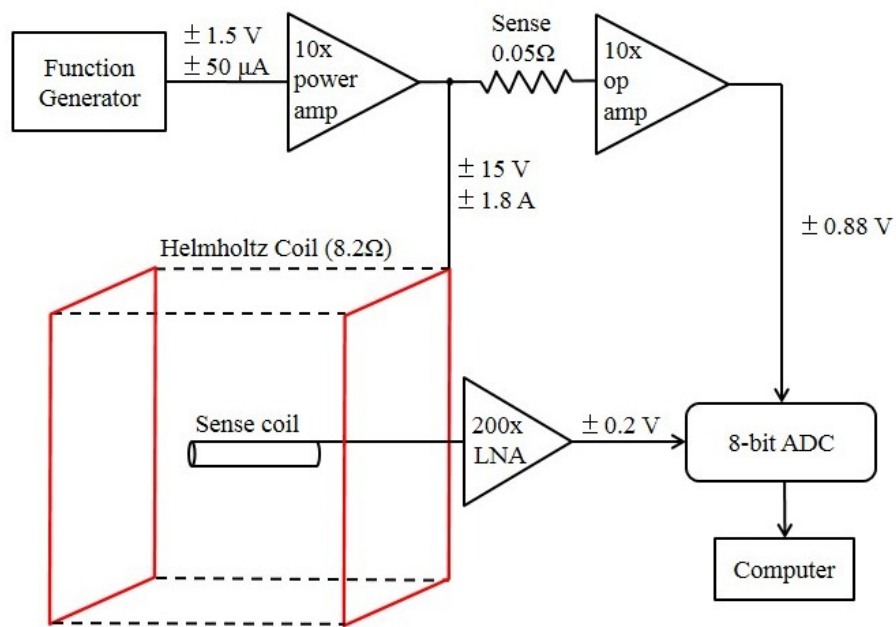 Function
Generator
± 1.5 V
± 50 μA
10x
power
amp
Sense
0.05Ω
10x
op
amp
± 15 V
± 1.8 A
± 0.88 V
Helmholtz Coil (8.2Ω)
Sense coil
200x
LNA
± 0.2 V
8-bit ADC
Computer